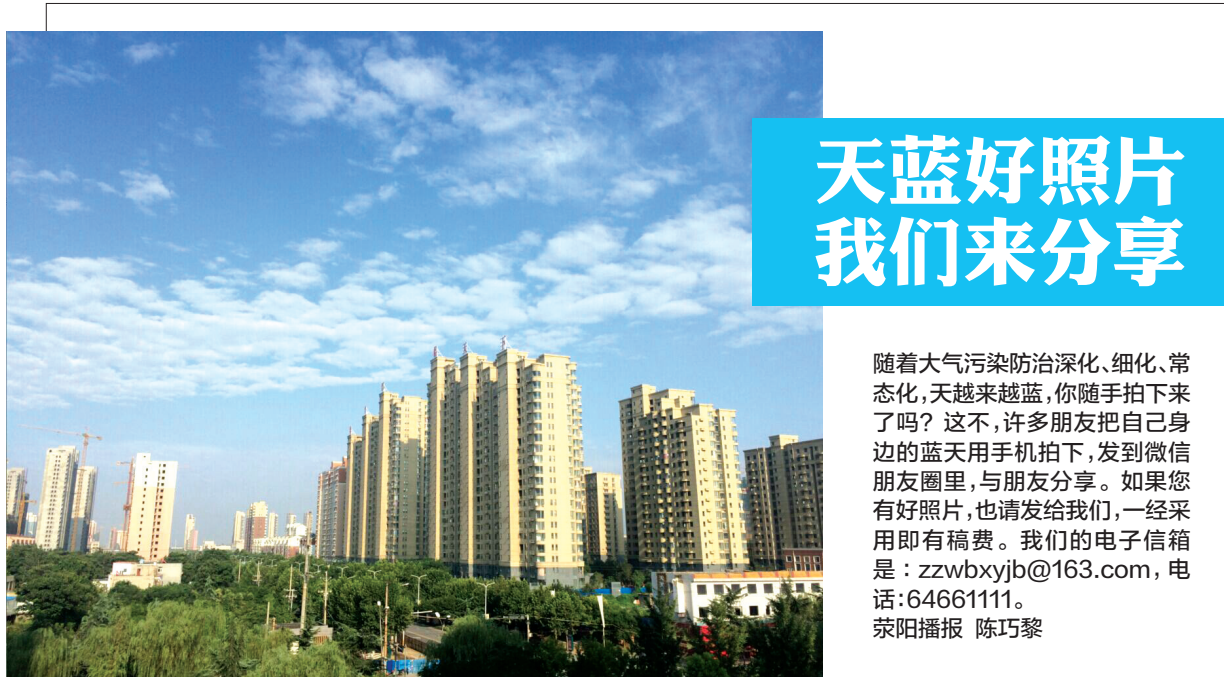 天蓝好照片
我们来分享
随着大气污染防治深化、细化、常
态化,天越来越蓝,你随手拍下来
了吗？这不,许多朋友把自己身
边的蓝天用手机拍下,发到微信
朋友圈里,与朋友分享。如果您
有好照片,也请发给我们,一经采
用即有稿费。我们的电子信箱
是：zzwbxyjb@163.com，电
话:64661111。
荥阳播报 陈巧黎